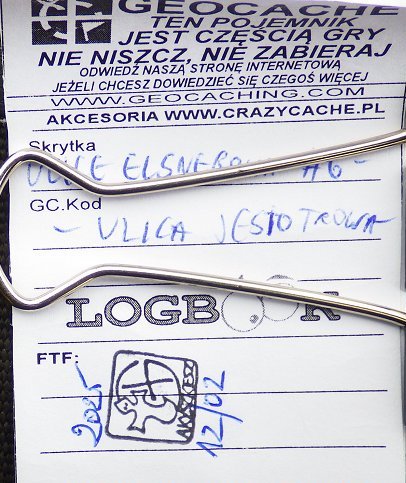 GEOCACHE
TEN POJEMNIK
JEST CZĘŚCIĄ GRY
NIE NISZCZ, NIE ZABIERAJ
ODWIEDŹ NASZĄ STRONĘ INTERNETOWĄ
JEŻELI CHCESZ DOWIEDZIEĆ SIĘ CZEGOŚ WIĘCEJ
WWW.GEOCACHING.COM
AKCESORIA WWW.CRAZYCACHE.PL
Skrytka
#6 -
GC.Kod
- ULICA JESIOTROWA -
LOGBOOK
FTF:
2025
12/02